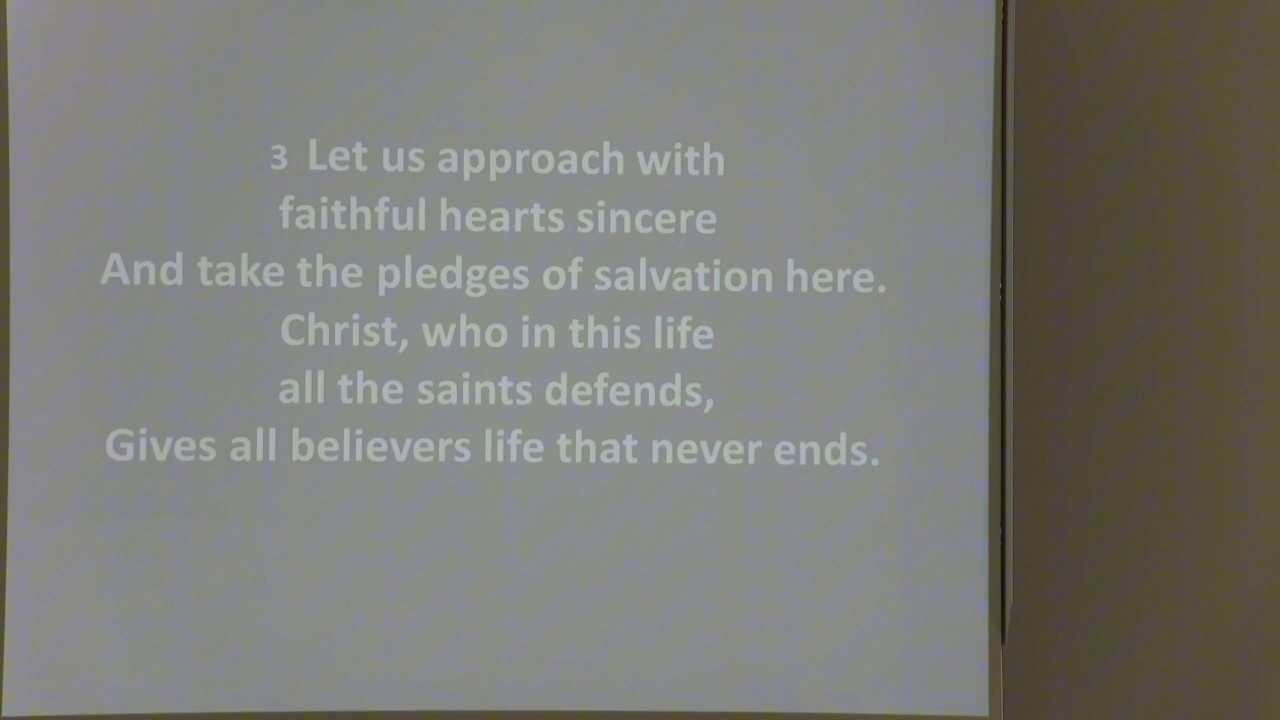 3 Let us approach with
faithful hearts sincere
And take the pledges of salvation here.
Christ, who in this life
all the saints defends,
Gives all believers life that never ends.